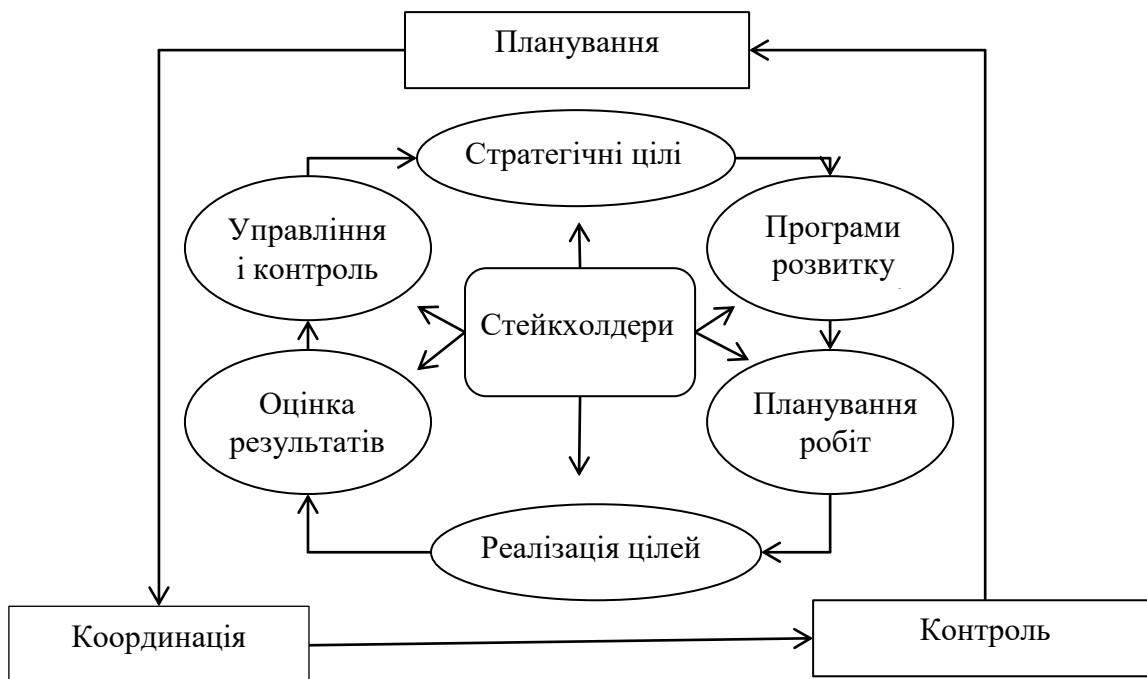 Планування
Стратегічні цілі
Управління
і контроль
Програми
розвитку
Стейкхолдери
Оцінка
результатів
Планування
робіт
Реалізація цілей
Координація
Контроль